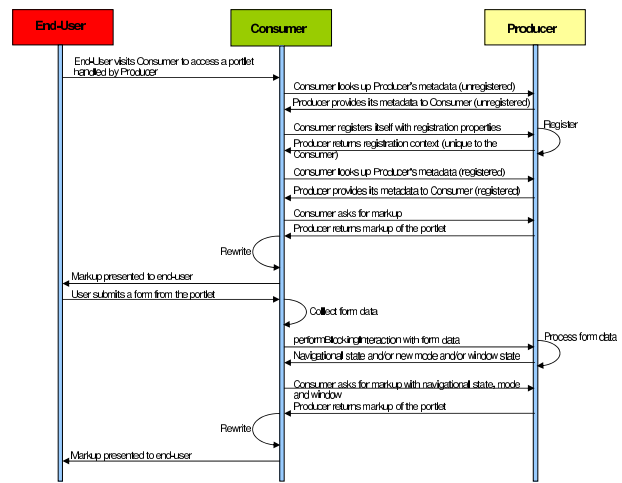 End-User
Consumer
Producer
End-User visits Consumer to access a portlet
handled by Producer
Consumer looks up Producer's metadata (unregistered)
Producer provides its metadata to Consumer (unregistered)
Consumer registers itself with registration properties
Register
Producer returns registration context (unique to the
Consumer)
Consumer looks up Producer's metadata (registered)
Producer provides its metadata to Consumer (registered)
Consumer asks for markup
Producer returns markup of the portlet
Rewrite
Markup presented to end-user
User submits a form from the portlet
Collect form data
performBlockingInteraction with form data
Process form data
Navigational state and/or new mode and/or window state
Consumer asks for markup with navigational state, mode
and window
Producer returns markup of the portlet
Rewrite
Markup presented to end-user